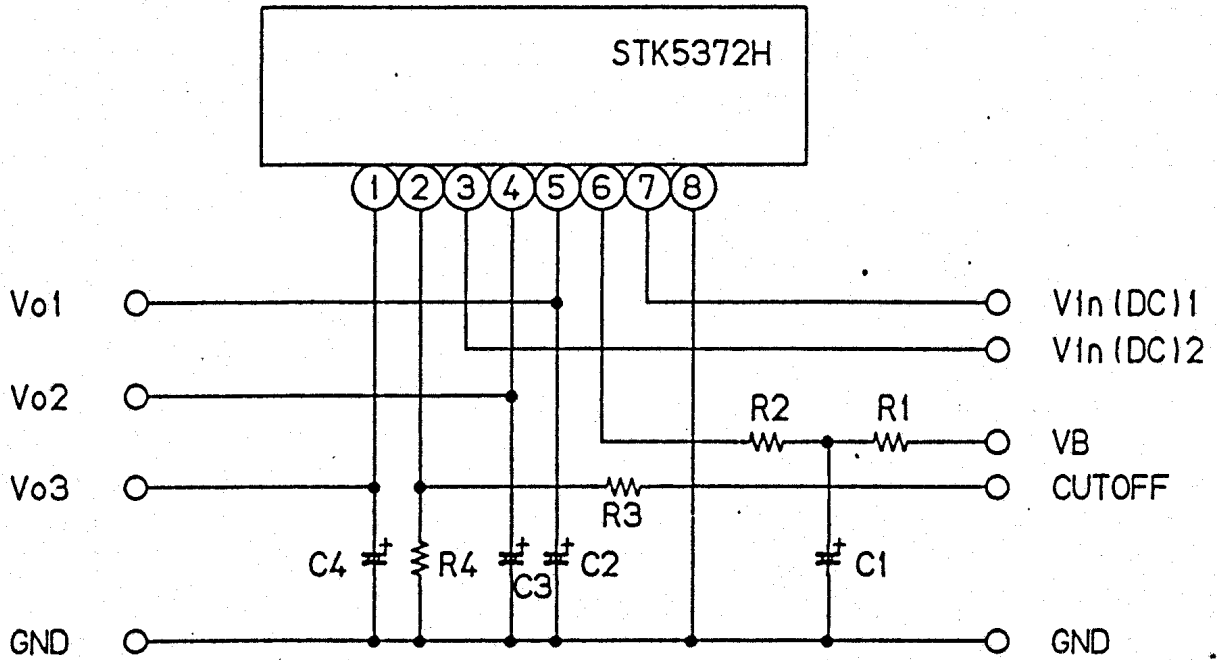 STK5372H
1 2 3 4 5 6 7 8
Vo1
VIn(DC)1
VIn(DC)2
Vo2
R2
R1
VB
Vo3
R3
CUTOFF
C4
+
R4
+
C3
+
C2
+
C1
GND
GND